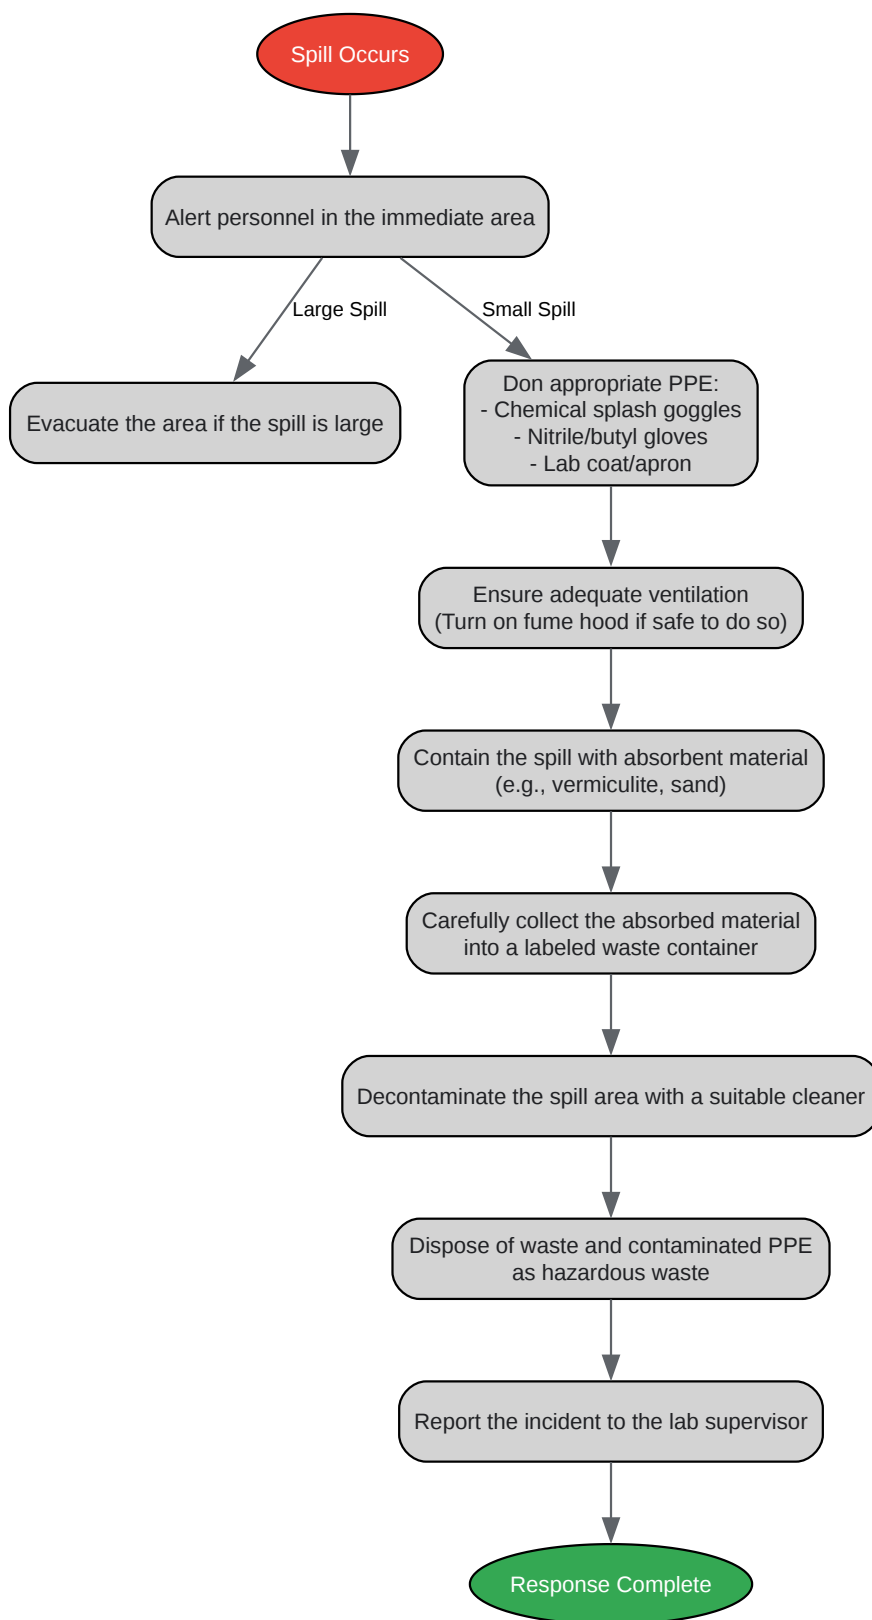 Spill Occurs
Alert personnel in the immediate area
Large Spill
Small Spill
Evacuate the area if the spill is large
Don appropriate PPE:
- Chemical splash goggles
- Nitrile/butyl gloves
- Lab coat/apron
Ensure adequate ventilation
(Turn on fume hood if safe to do so)
Contain the spill with absorbent material
(e.g., vermiculite, sand)
Carefully collect the absorbed material
into a labeled waste container
Decontaminate the spill area with a suitable cleaner
Dispose of waste and contaminated PPE
as hazardous waste
Report the incident to the lab supervisor
Response Complete